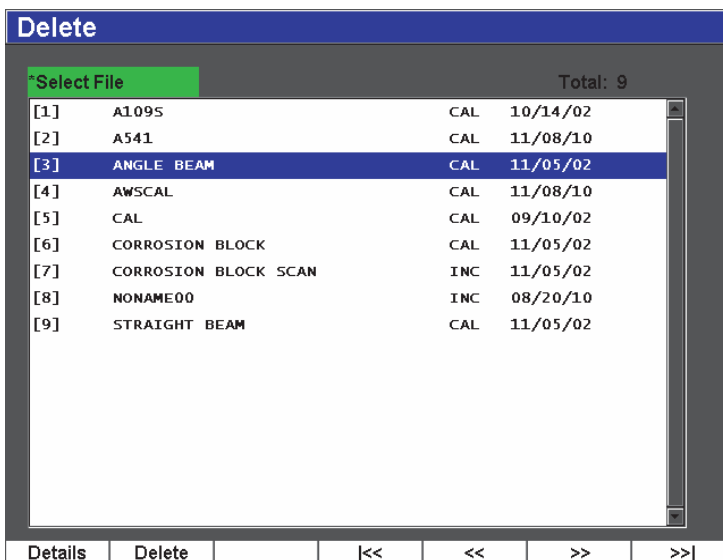 Delete
*Select File Total: 9
[1] A109S CAL 10/14/02
[2] A541 CAL 11/08/10
[3] ANGLE BEAM CAL 11/05/02
[4] AWSCAL CAL 11/08/10
[5] CAL CAL 09/10/02
[6] CORROSION BLOCK CAL 11/05/02
[7] CORROSION BLOCK SCAN INC 11/05/02
[8] NONAME00 INC 08/20/10
[9] STRAIGHT BEAM CAL 11/05/02
Details Delete |<< << >> >>|